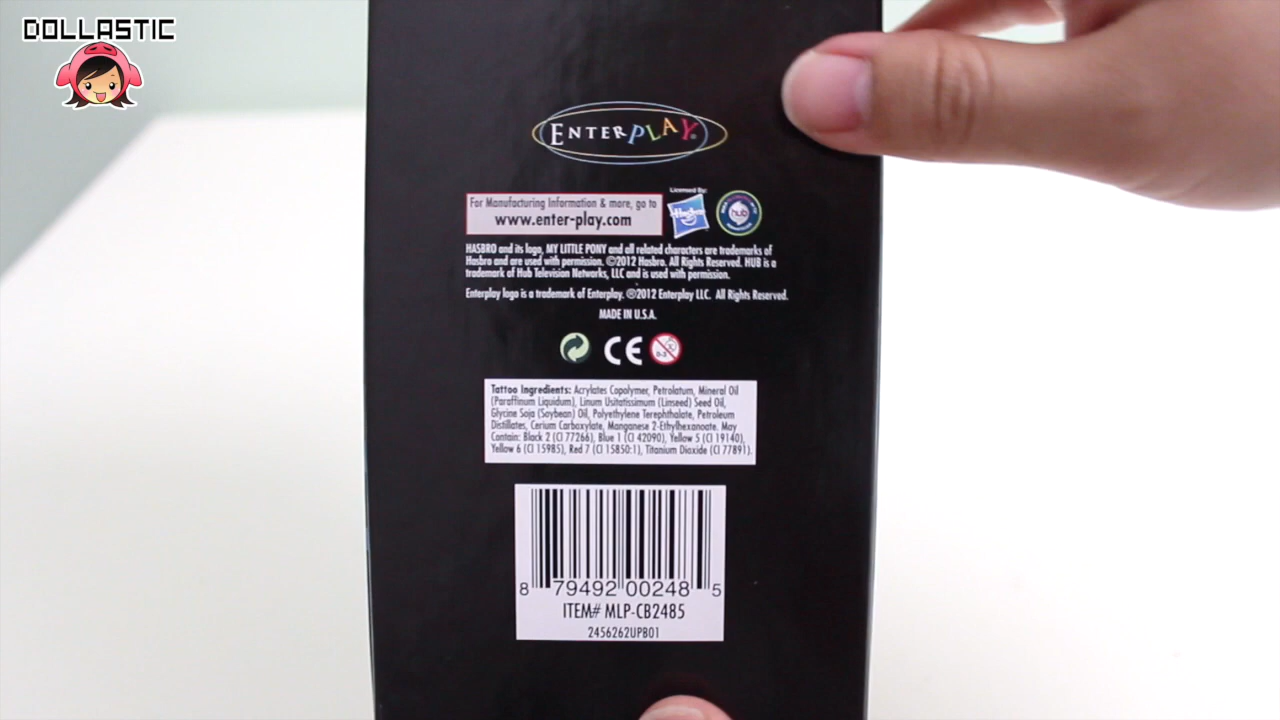 DOLLASTIC
ENTERPLAY®
For Manufacturing Information & more, go to
www.enter-play.com
Licensed By:
Hasbro
hub
HASBRO and its logo, MY LITTLE PONY and all related characters are trademarks of
Hasbro and are used with permission. ©2012 Hasbro. All Rights Reserved. HUB is a
trademark of Hub Television Networks, LLC and is used with permission.
Enterplay logo is a trademark of Enterplay. ®2012 Enterplay LLC. All Rights Reserved.
MADE IN U.S.A.
CE
0-3
Tattoo Ingredients: Acrylates Copolymer, Petrolatum, Mineral Oil
(Paraffinum Liquidum), Linum Usitatissimum (Linseed) Seed Oil,
Glycine Soja (Soybean) Oil, Polyethylene Terephthalate, Petroleum
Distillates, Cerium Carboxylate, Manganese 2-Ethylhexanoate. May
Contain: Black 2 (CI 77266), Blue 1 (CI 42090), Yellow 5 (CI 19140),
Yellow 6 (CI 15985), Red 7 (CI 15850:1), Titanium Dioxide (CI 77891).
8 79492 00248 5
ITEM# MLP-CB2485
2456262UPB01